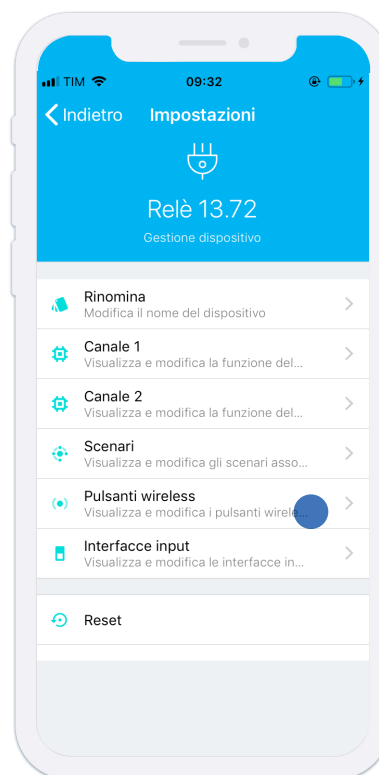 TIM 09:32
Indietro Impostazioni
Relè 13.72
Gestione dispositivo
Rinomina
Modifica il nome del dispositivo
Canale 1
Visualizza e modifica la funzione del...
Canale 2
Visualizza e modifica la funzione del...
Scenari
Visualizza e modifica gli scenari asso...
Pulsanti wireless
Visualizza e modifica i pulsanti wirele...
Interfacce input
Visualizza e modifica le interfacce in...
Reset